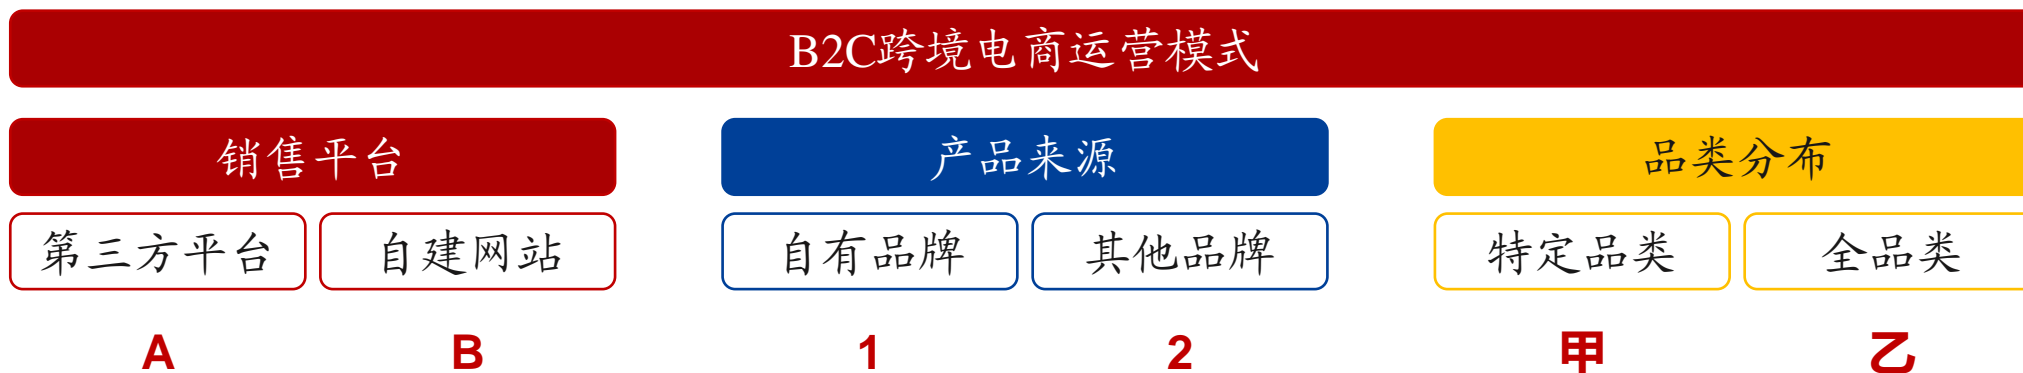 B2C跨境电商运营模式
销售平台 产品来源 品类分布
第三方平台 自建网站 自有品牌 其他品牌 特定品类 全品类
A B 1 2 甲 乙